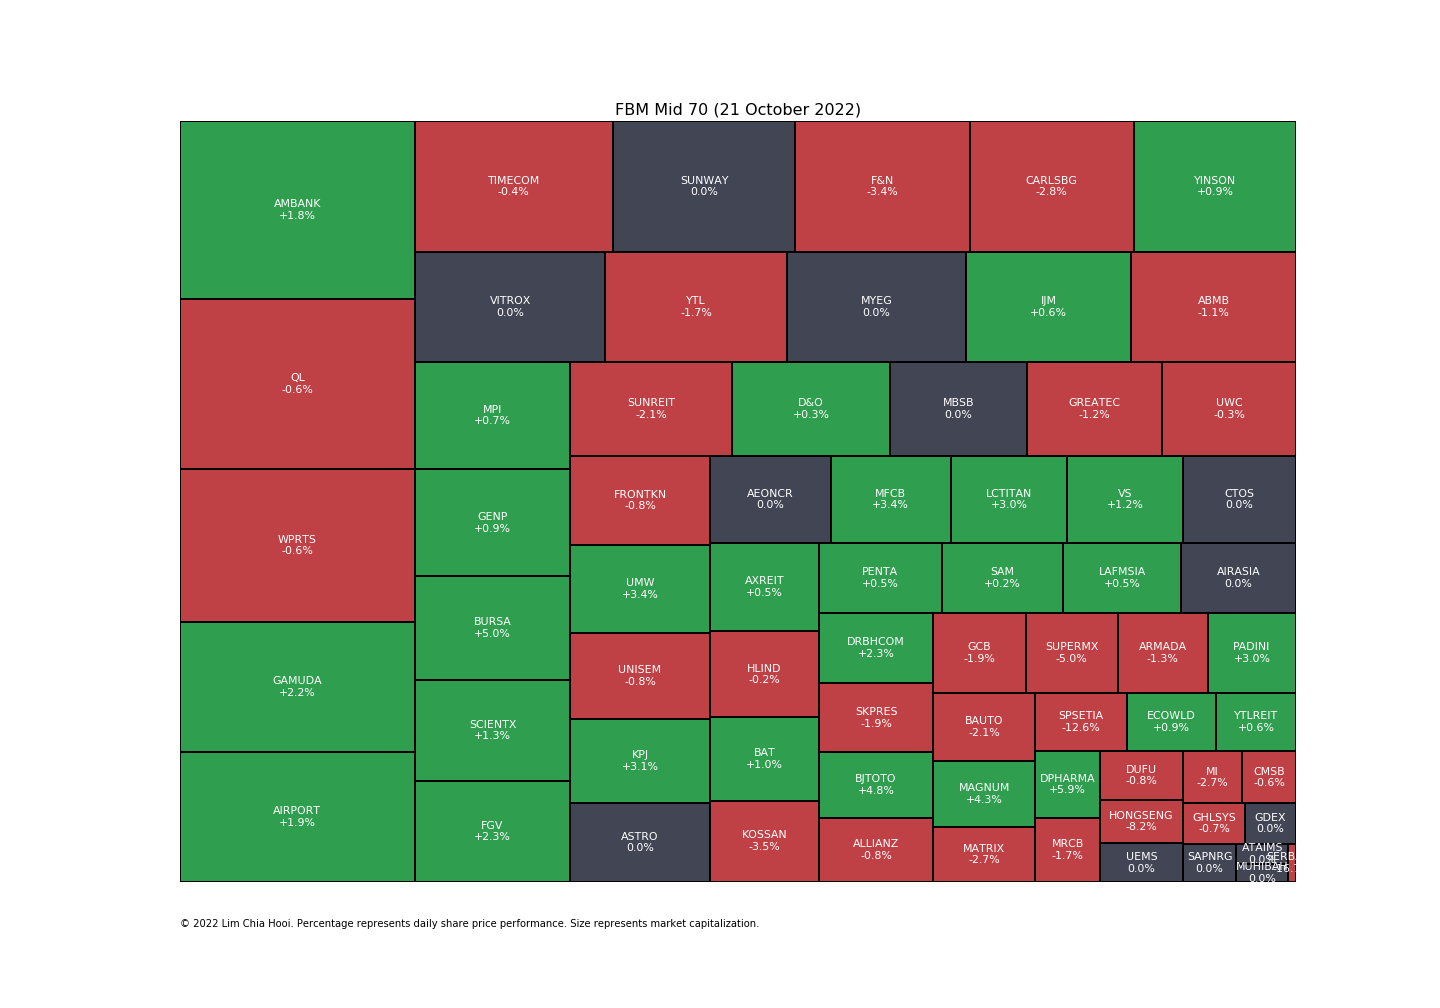 FBM Mid 70 (21 October 2022)
AMBANK
+1.8%
QL
-0.6%
WPRTS
-0.6%
GAMUDA
+2.2%
AIRPORT
+1.9%
TIMECOM
-0.4%
SUNWAY
0.0%
F&N
-3.4%
CARLSBG
-2.8%
YINSON
+0.9%
VITROX
0.0%
YTL
-1.7%
MYEG
0.0%
IJM
+0.6%
ABMB
-1.1%
MPI
+0.7%
GENP
+0.9%
BURSA
+5.0%
SCIENTX
+1.3%
FGV
+2.3%
SUNREIT
-2.1%
D&O
+0.3%
MBSB
0.0%
GREATEC
-1.2%
UWC
-0.3%
FRONTKN
-0.8%
UMW
+3.4%
UNISEM
-0.8%
KPJ
+3.1%
ASTRO
0.0%
AEONCR
0.0%
MFCB
+3.4%
LCTITAN
+3.0%
VS
+1.2%
CTOS
0.0%
AXREIT
+0.5%
HLIND
-0.2%
BAT
+1.0%
KOSSAN
-3.5%
PENTA
+0.5%
SAM
+0.2%
LAFMSIA
+0.5%
AIRASIA
0.0%
DRBHCOM
+2.3%
SKPRES
-1.9%
BJTOTO
+4.8%
ALLIANZ
-0.8%
GCB
-1.9%
SUPERMX
-5.0%
ARMADA
-1.3%
PADINI
+3.0%
BAUTO
-2.1%
MAGNUM
+4.3%
MATRIX
-2.7%
SPSETIA
-12.6%
ECOWLD
+0.9%
YTLREIT
+0.6%
DPHARMA
+5.9%
MRCB
-1.7%
DUFU
-0.8%
HONGSENG
-8.2%
UEMS
0.0%
MI
-2.7%
CMSB
-0.6%
GHLSYS
-0.7%
GDEX
0.0%
SAPNRG
0.0%
ATAIMS
0.0%
MUHIBAH
0.0%
© 2022 Lim Chia Hooi. Percentage represents daily share price performance. Size represents market capitalization.